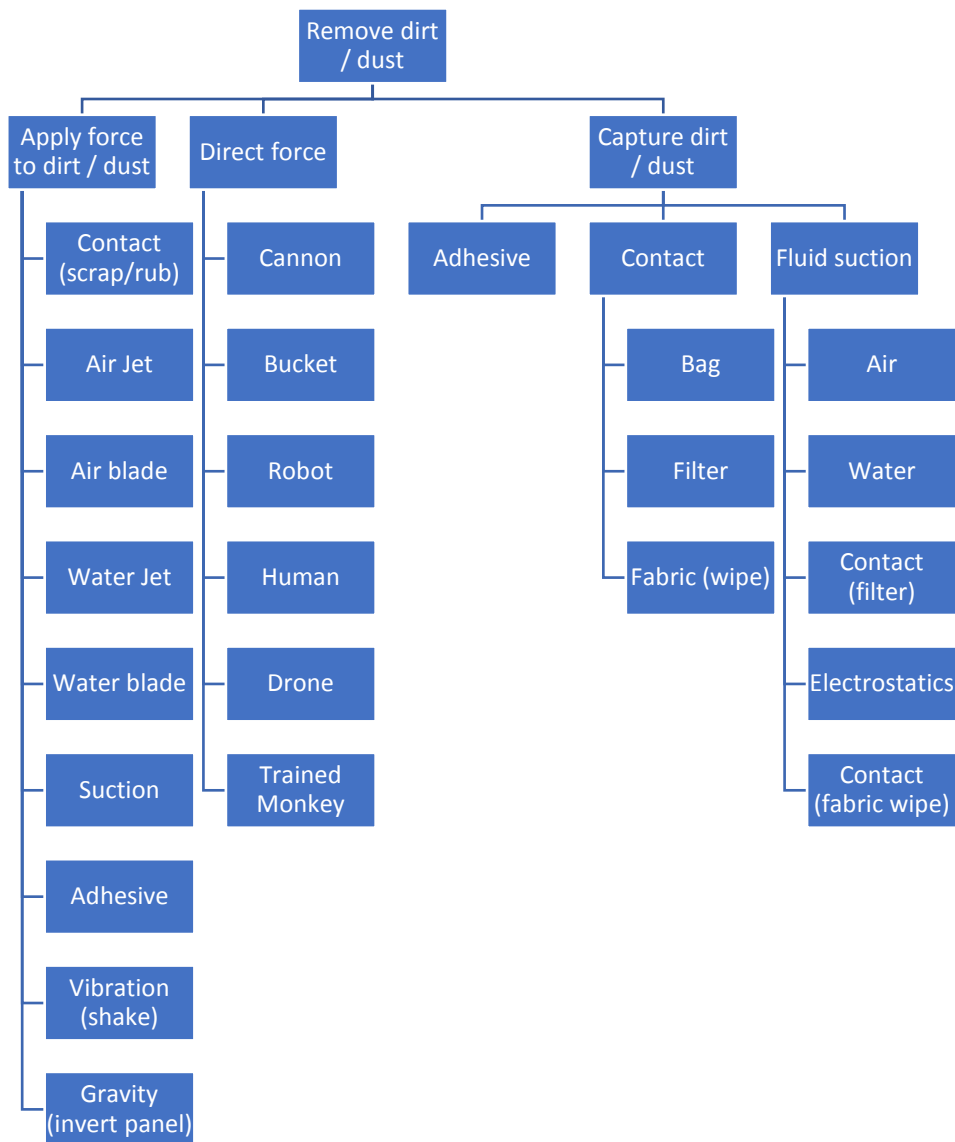 Remove dirt
/ dust
Apply force
to dirt / dust
Direct force
Capture dirt
/ dust
Contact
(scrap/rub)
Air Jet
Air blade
Water Jet
Water blade
Suction
Adhesive
Vibration
(shake)
Gravity
(invert panel)
Cannon
Bucket
Robot
Human
Drone
Trained
Monkey
Adhesive
Contact
Fluid suction
Bag
Filter
Fabric (wipe)
Air
Water
Contact
(filter)
Electrostatics
Contact
(fabric wipe)